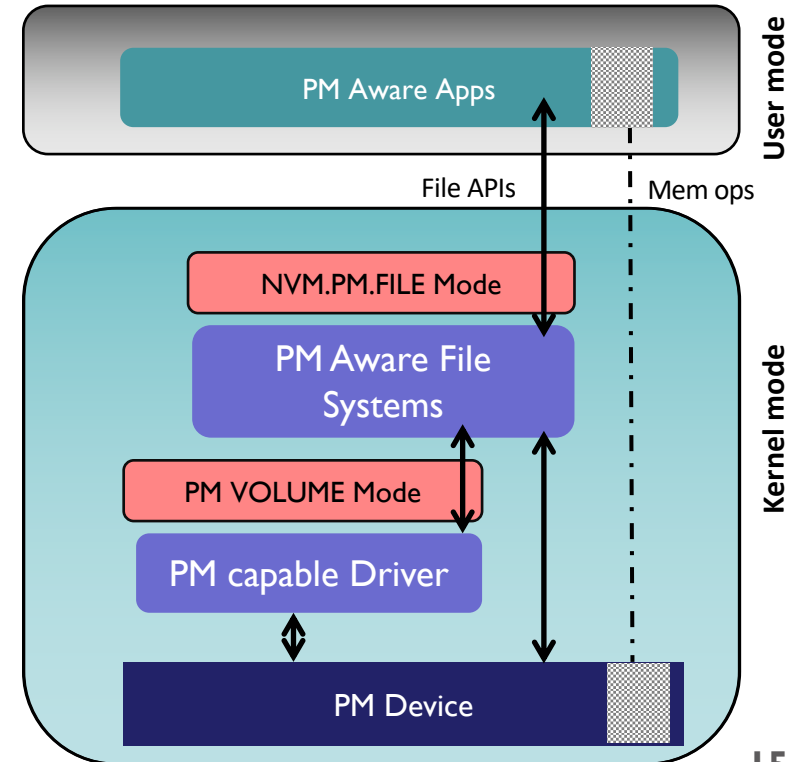 PM Aware Apps
User mode
File APIs
Mem ops
NVM.PM.FILE Mode
PM Aware File
Systems
Kernel mode
PM VOLUME Mode
PM capable Driver
PM Device